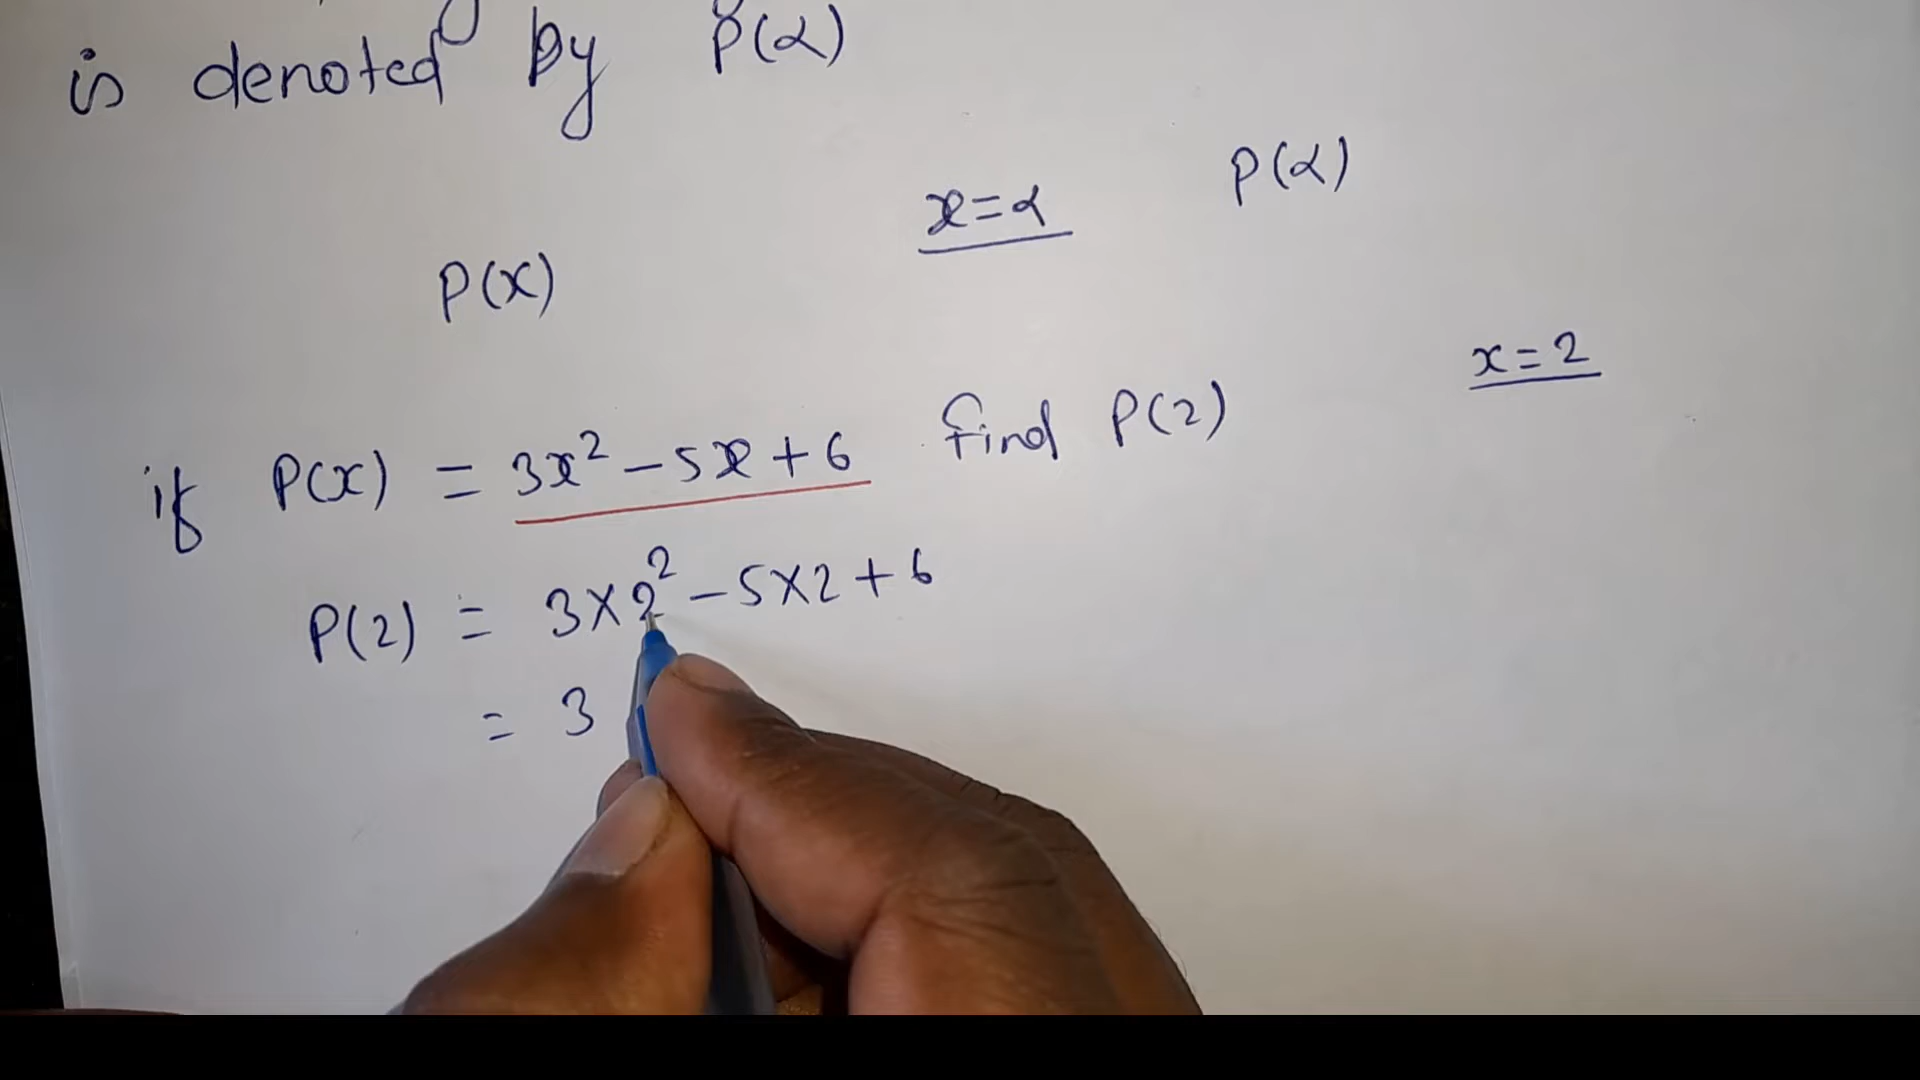 is denoted by P(α)
x=α P(α)
P(x)
x=2
if P(x) = 3x² - 5x + 6 find P(2)
P(2) = 3×2² - 5×2 + 6
= 3